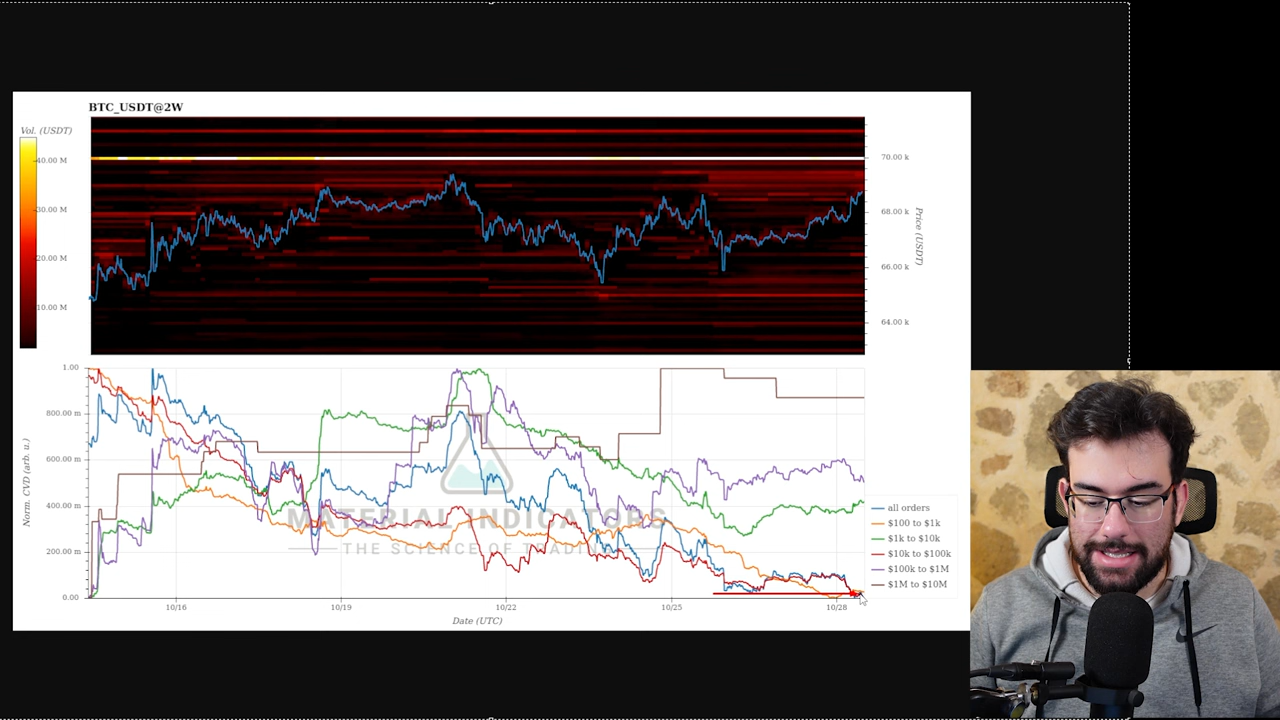 BTC_USDT@2W
Vol. (USDT)
40.00 M
30.00 M
20.00 M
10.00 M
70.00 k
68.00 k
66.00 k
64.00 k
Price (USDT)
1.00
800.00 m
600.00 m
400.00 m
200.00 m
0.00
Norm. CVD (arb. u.)
MATERIAL INDICATORS
THE SCIENCE OF TRADING
all orders
$100 to $1k
$1k to $10k
$10k to $100k
$100k to $1M
$1M to $10M
10/16
10/19
10/22
10/25
10/28
Date (UTC)